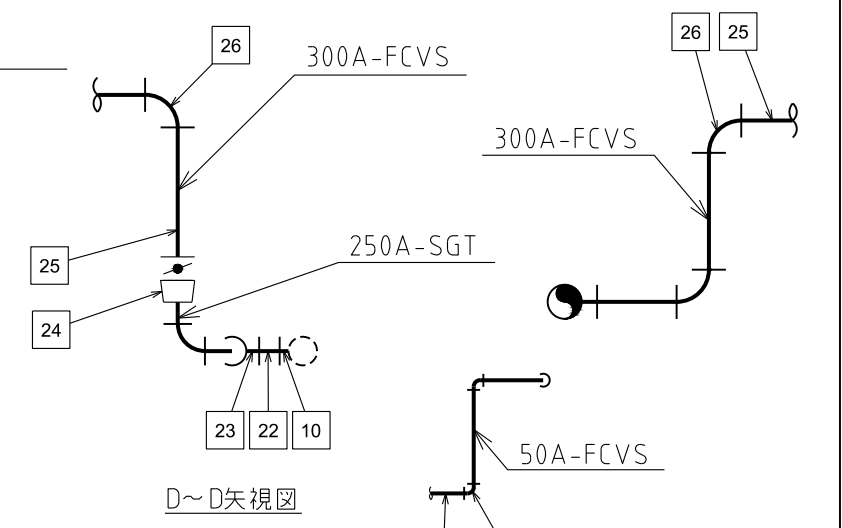 26
300A-FCVS
26 25
300A-FCVS
250A-SGT
25
24
23 22 10
50A-FCVS
D～D矢視図